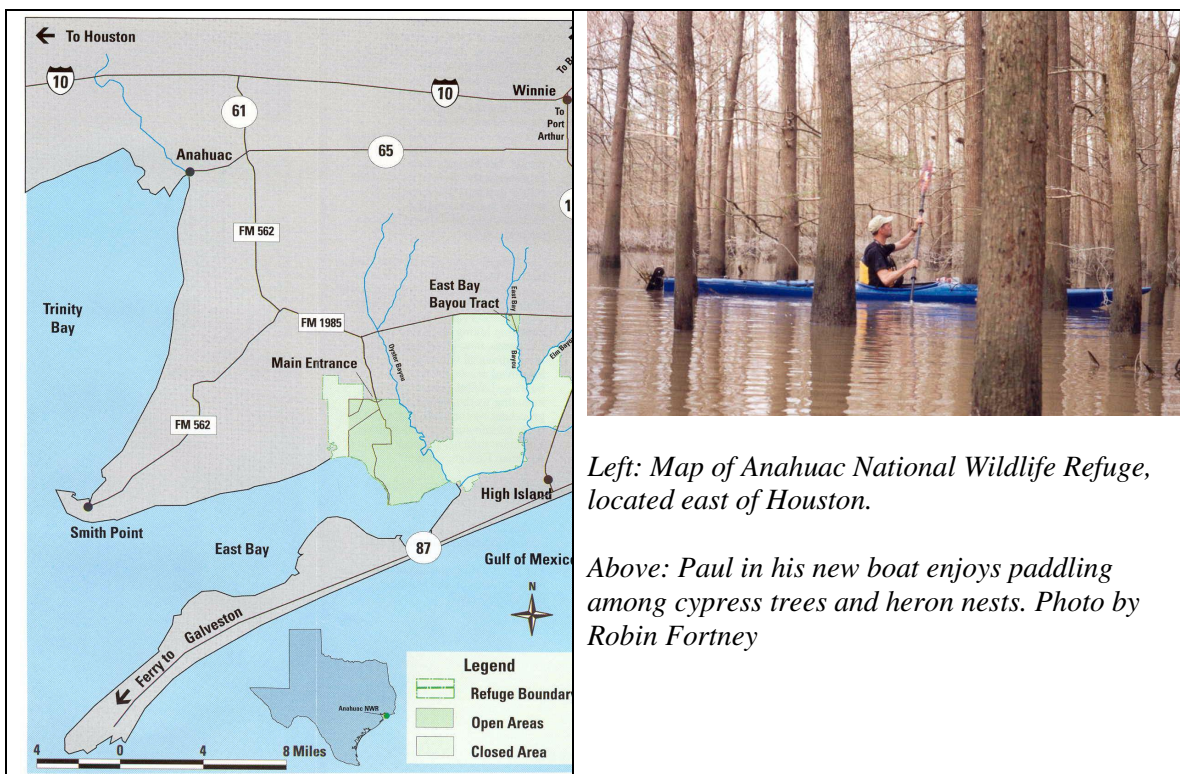 To Houston
10
61
10
Winnie
To
Port
Arthur
Anahuac
65
FM 562
Trinity
Bay
East Bay
Bayou Tract
East Bay
Bayou
FM 1985
Oyster Bayou
Main Entrance
FM 562
High Island
Smith Point
East Bay
87
Gulf of Mexico
N
Ferry to
Galveston
Legend
Refuge Boundary
Open Areas
Closed Area
Anahuac NWR
4
0
4
8 Miles
Left: Map of Anahuac National Wildlife Refuge,
located east of Houston.
Above: Paul in his new boat enjoys paddling
among cypress trees and heron nests. Photo by
Robin Fortney